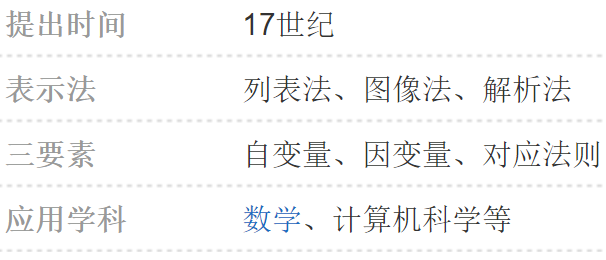 提出时间 17世纪
表示法 列表法、图像法、解析法
三要素 自变量、因变量、对应法则
应用学科 数学、计算机科学等